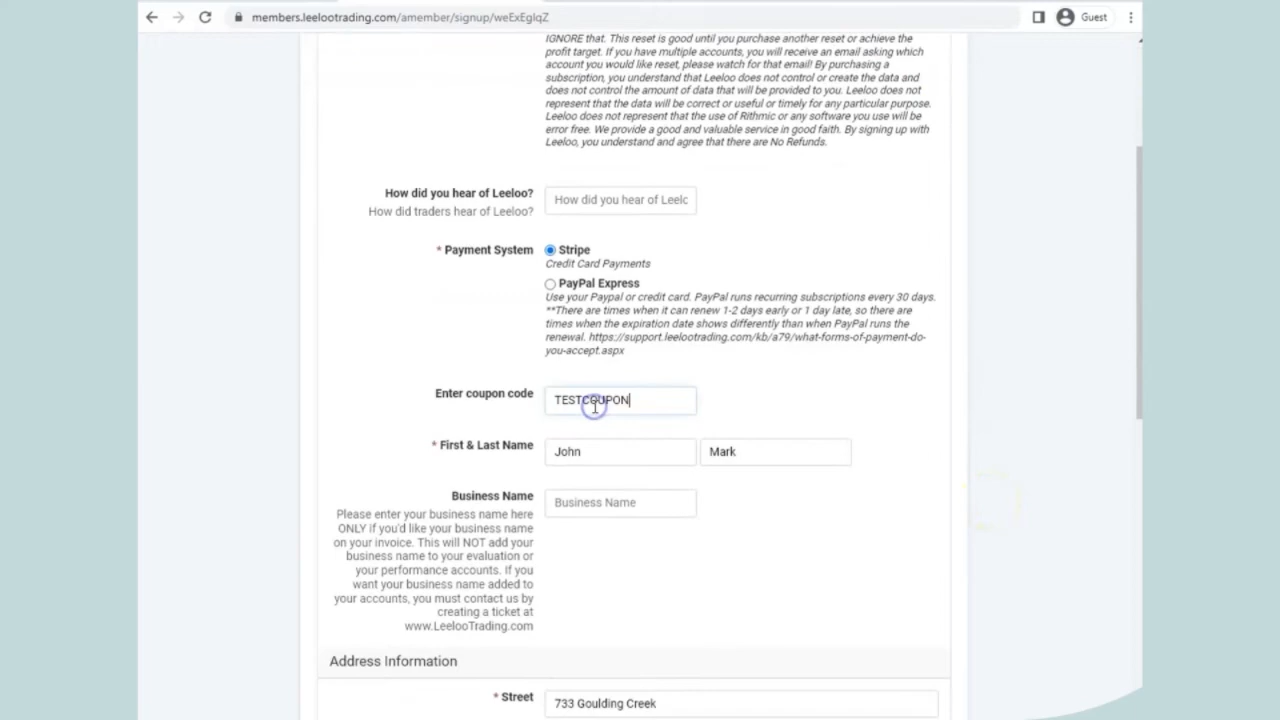 members.leelootrading.com/amember/signup/weExEgIqZ
Guest
IGNORE that. This reset is good until you purchase another reset or achieve the
profit target. If you have multiple accounts, you will receive an email asking which
account you would like reset, please watch for that email! By purchasing a
subscription, you understand that Leeloo does not control or create the data and
does not control the amount of data that will be provided to you. Leeloo does not
represent that the data will be correct or useful or timely for any particular purpose.
Leeloo does not represent that the use of Rithmic or any software you use will be
error free. We provide a good and valuable service in good faith. By signing up with
Leeloo, you understand and agree that there are No Refunds.
How did you hear of Leeloo?
How did traders hear of Leeloo?
How did you hear of Leelc
* Payment System
Stripe
Credit Card Payments
PayPal Express
Use your Paypal or credit card. PayPal runs recurring subscriptions every 30 days.
**There are times when it can renew 1-2 days early or 1 day late, so there are
times when the expiration date shows differently than when PayPal runs the
renewal. https://support.leelootrading.com/kb/a79/what-forms-of-payment-do-
you-accept.aspx
Enter coupon code
TESTCOUPON
* First & Last Name
John
Mark
Business Name
Business Name
Please enter your business name here
ONLY if you'd like your business name
on your invoice. This will NOT add your
business name to your evaluation or
your performance accounts. If you
want your business name added to
your accounts, you must contact us by
creating a ticket at
www.LeelooTrading.com
Address Information
* Street
733 Goulding Creek